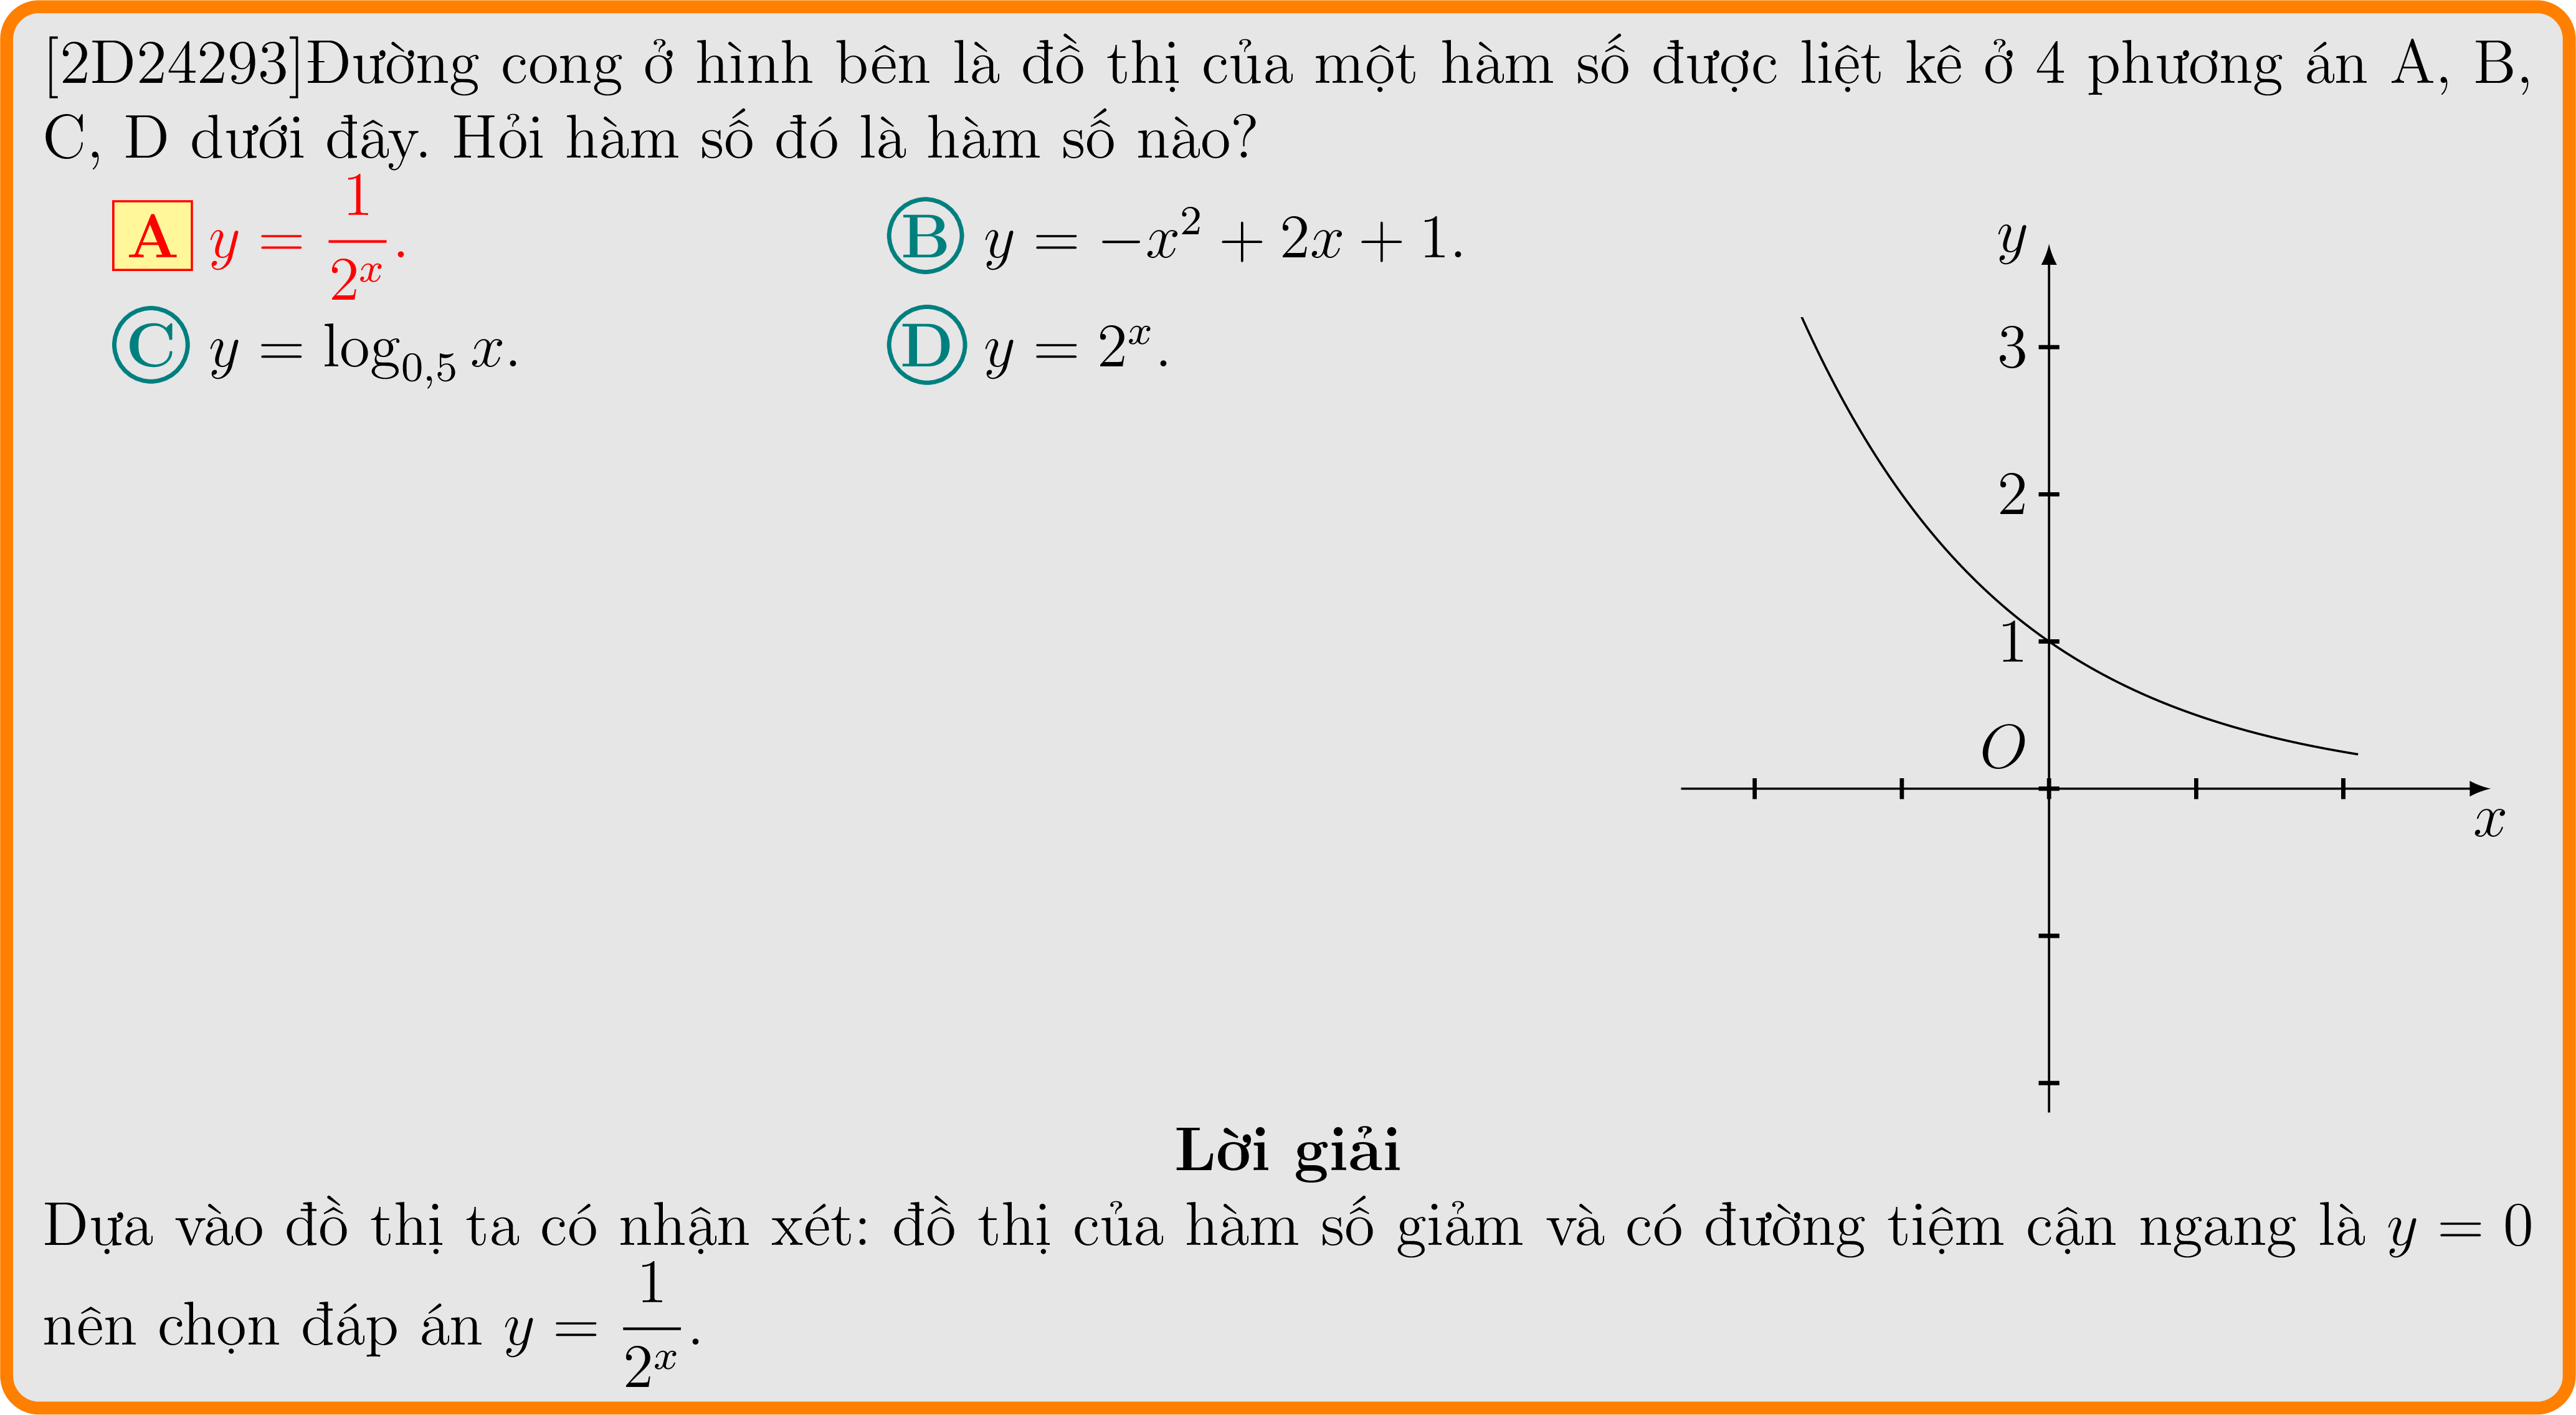 [2D24293]Đường cong ở hình bên là đồ thị của một hàm số được liệt kê ở 4 phương án A, B,
C, D dưới đây. Hỏi hàm số đó là hàm số nào?
A y = 1/2^x.
B y = −x² + 2x + 1.
C y = log_{0,5} x.
D y = 2^x.
y
3
2
1
O
x
Lời giải
Dựa vào đồ thị ta có nhận xét: đồ thị của hàm số giảm và có đường tiệm cận ngang là y = 0
nên chọn đáp án y = 1/2^x.